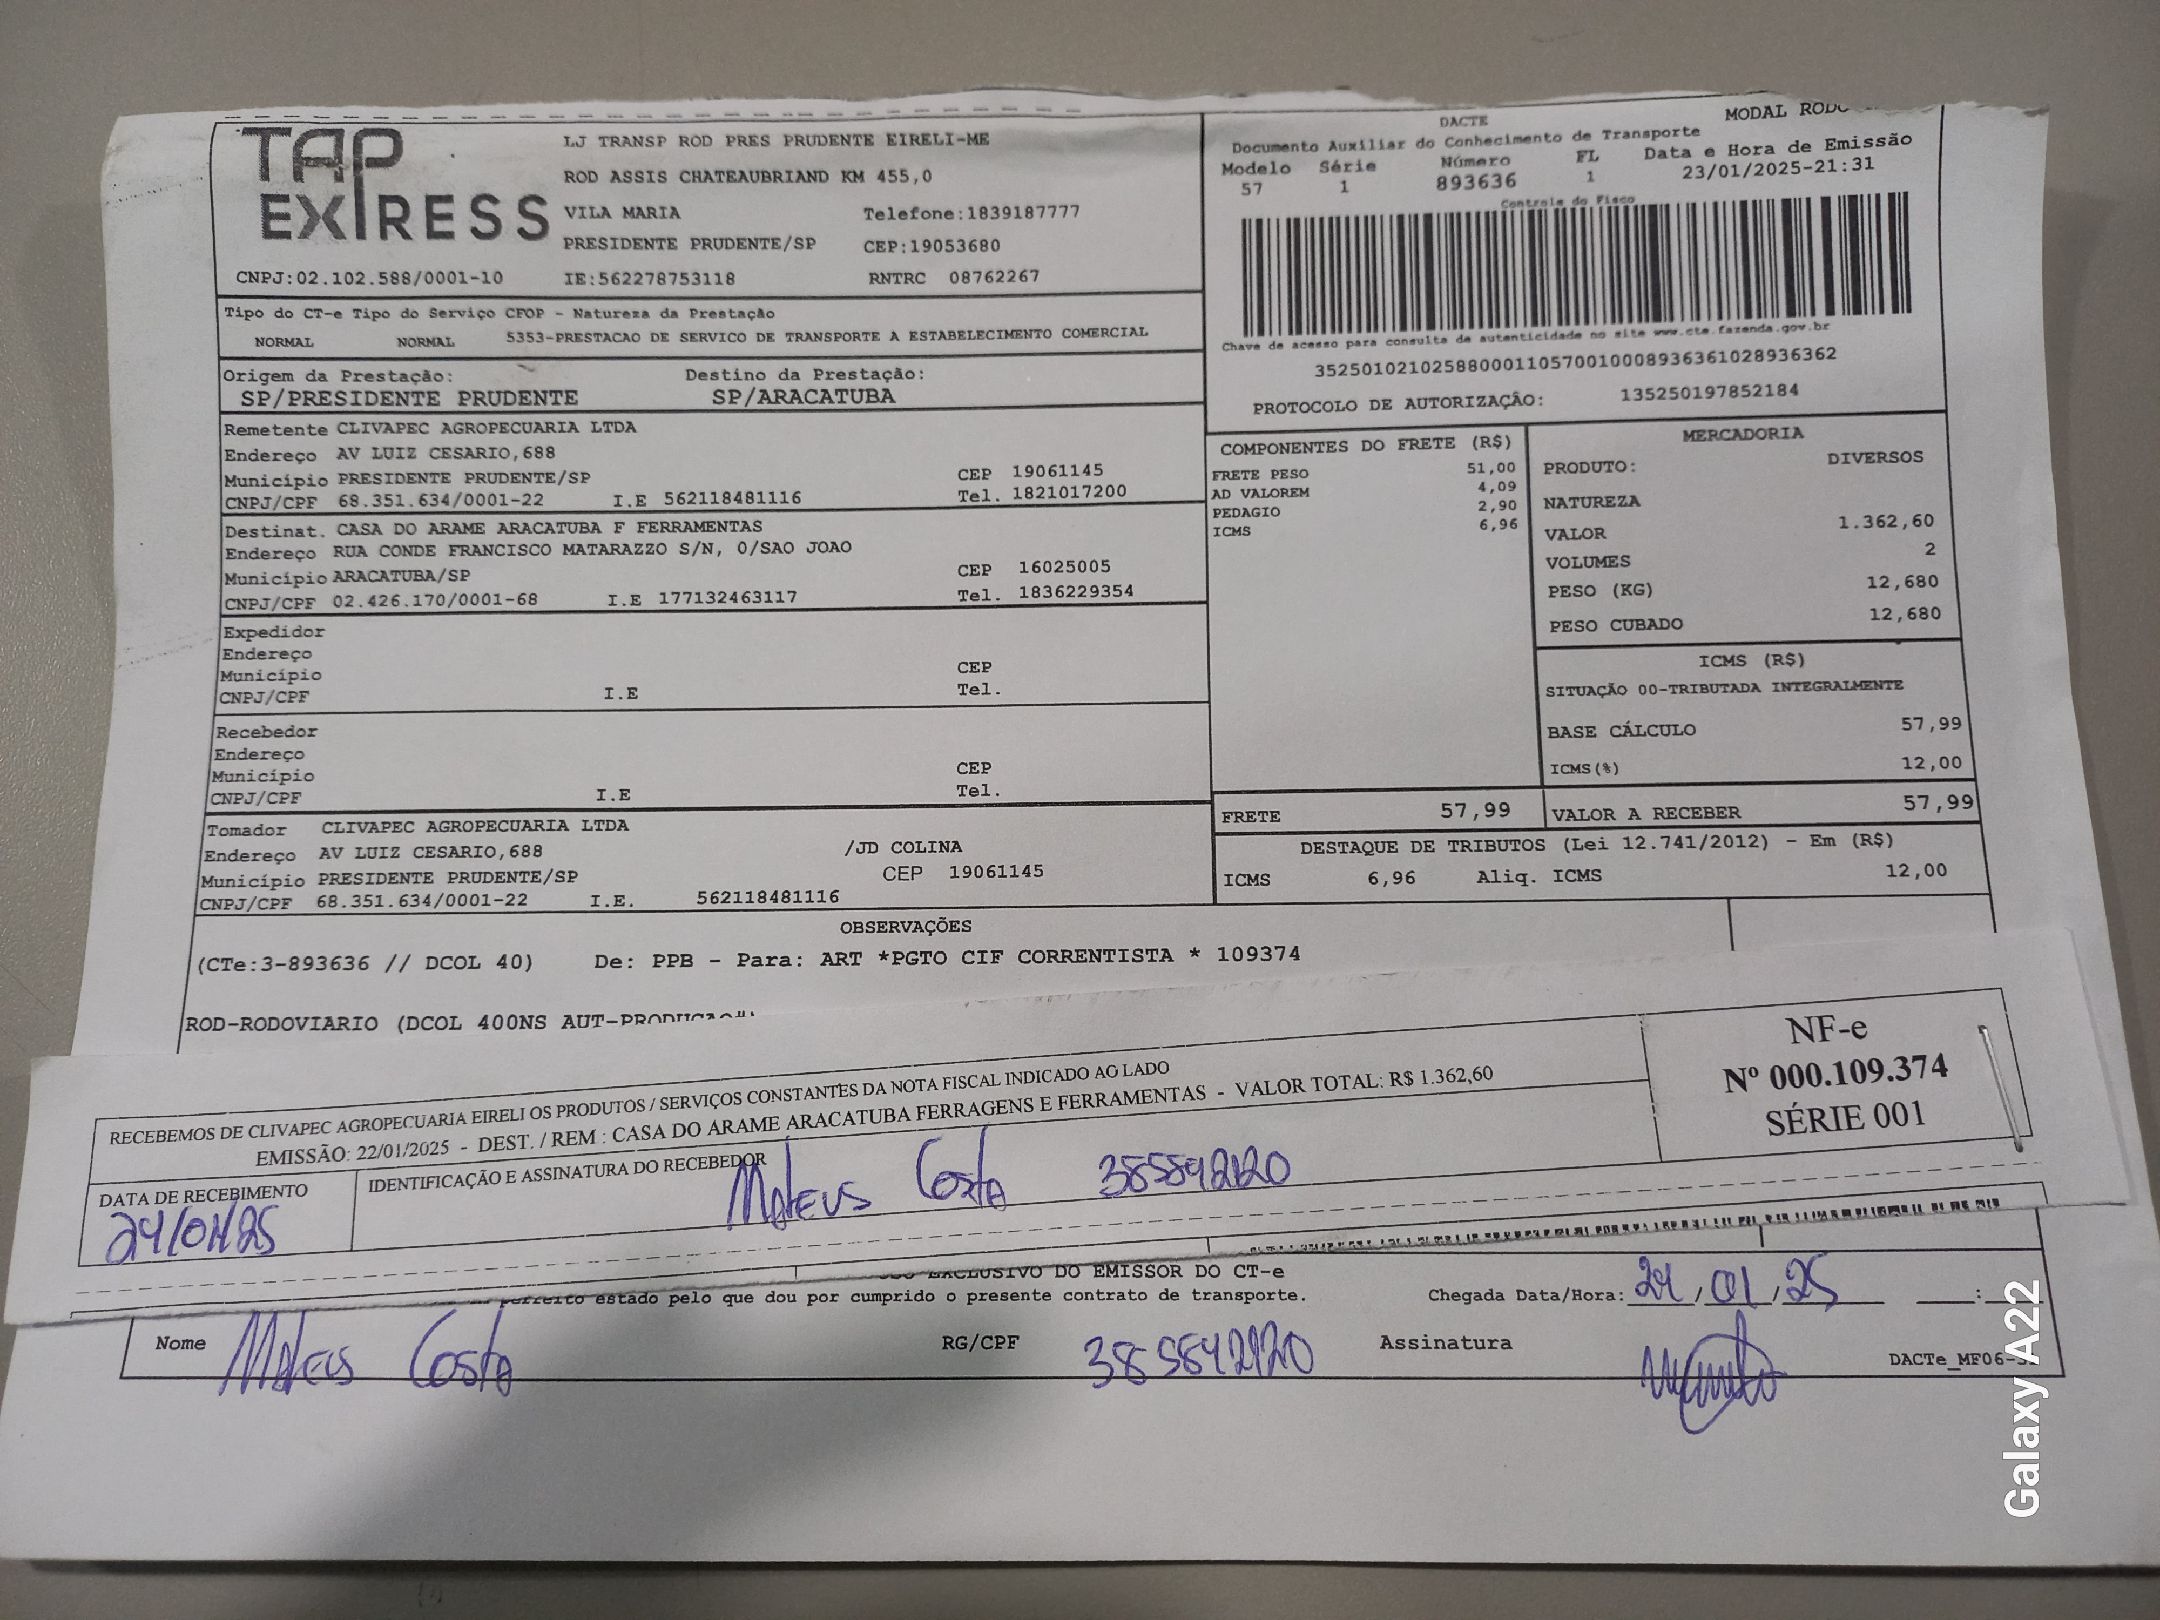 TAP EXPRESS
LJ TRANSP ROD PRES PRUDENTE EIRELI-ME
ROD ASSIS CHATEAUBRIAND KM 455,0
VILA MARIA Telefone:1839187777
PRESIDENTE PRUDENTE/SP CEP:19053680
CNPJ:02.102.588/0001-10 IE:562278753118 RNTRC 08762267
DACTE MODAL
Documento Auxiliar do Conhecimento de Transporte
Modelo Série Número FL Data e Hora de Emissão
57 1 893636 1 23/01/2025-21:31
Controle do Fisco
Chave de acesso para consulta de autenticidade no site www.cte.fazenda.gov.br
35250102102588000110570010008936361028936362
PROTOCOLO DE AUTORIZAÇÃO: 135250197852184
Tipo do CT-e Tipo do Serviço CFOP - Natureza da Prestação
NORMAL NORMAL 5353-PRESTACAO DE SERVICO DE TRANSPORTE A ESTABELECIMENTO COMERCIAL
Origem da Prestação: Destino da Prestação:
SP/PRESIDENTE PRUDENTE SP/ARACATUBA
Remetente CLIVAPEC AGROPECUARIA LTDA
Endereço AV LUIZ CESARIO,688
Município PRESIDENTE PRUDENTE/SP CEP 19061145
CNPJ/CPF 68.351.634/0001-22 I.E 562118481116 Tel. 1821017200
Destinat. CASA DO ARAME ARACATUBA F FERRAMENTAS
Endereço RUA CONDE FRANCISCO MATARAZZO S/N, 0/SAO JOAO
Município ARACATUBA/SP CEP 16025005
CNPJ/CPF 02.426.170/0001-68 I.E 177132463117 Tel. 1836229354
Expedidor
Endereço
Município CEP
CNPJ/CPF I.E Tel.
Recebedor
Endereço
Município CEP
CNPJ/CPF I.E Tel.
Tomador CLIVAPEC AGROPECUARIA LTDA
Endereço AV LUIZ CESARIO,688 /JD COLINA
Município PRESIDENTE PRUDENTE/SP CEP 19061145
CNPJ/CPF 68.351.634/0001-22 I.E. 562118481116
COMPONENTES DO FRETE (R$)
FRETE PESO 51,00
AD VALOREM 4,09
PEDAGIO 2,90
ICMS 6,96
MERCADORIA
PRODUTO: DIVERSOS
NATUREZA
VALOR 1.362,60
VOLUMES 2
PESO (KG) 12,680
PESO CUBADO 12,680
ICMS (R$)
SITUAÇÃO 00-TRIBUTADA INTEGRALMENTE
BASE CÁLCULO 57,99
ICMS(%) 12,00
FRETE 57,99 VALOR A RECEBER 57,99
DESTAQUE DE TRIBUTOS (Lei 12.741/2012) - Em (R$)
ICMS 6,96 Aliq. ICMS 12,00
OBSERVAÇÕES
(CTe:3-893636 // DCOL 40) De: PPB - Para: ART *PGTO CIF CORRENTISTA * 109374
ROD-RODOVIARIO (DCOL 400NS
RECEBEMOS DE CLIVAPEC AGROPECUARIA EIRELI OS PRODUTOS / SERVIÇOS CONSTANTES DA NOTA FISCAL INDICADO AO LADO
EMISSÃO: 22/01/2025 - DEST. / REM : CASA DO ARAME ARACATUBA FERRAGENS E FERRAMENTAS - VALOR TOTAL: R$ 1.362,60
NF-e
Nº 000.109.374
SÉRIE 001
DATA DE RECEBIMENTO IDENTIFICAÇÃO E ASSINATURA DO RECEBEDOR
24/01/25 Mateus Costa 385842120
EXCLUSIVO DO EMISSOR DO CT-e
perfeito estado pelo que dou por cumprido o presente contrato de transporte. Chegada Data/Hora: 24/01/25 :
Nome Mateus Costa RG/CPF 385842120 Assinatura
Galaxy A22